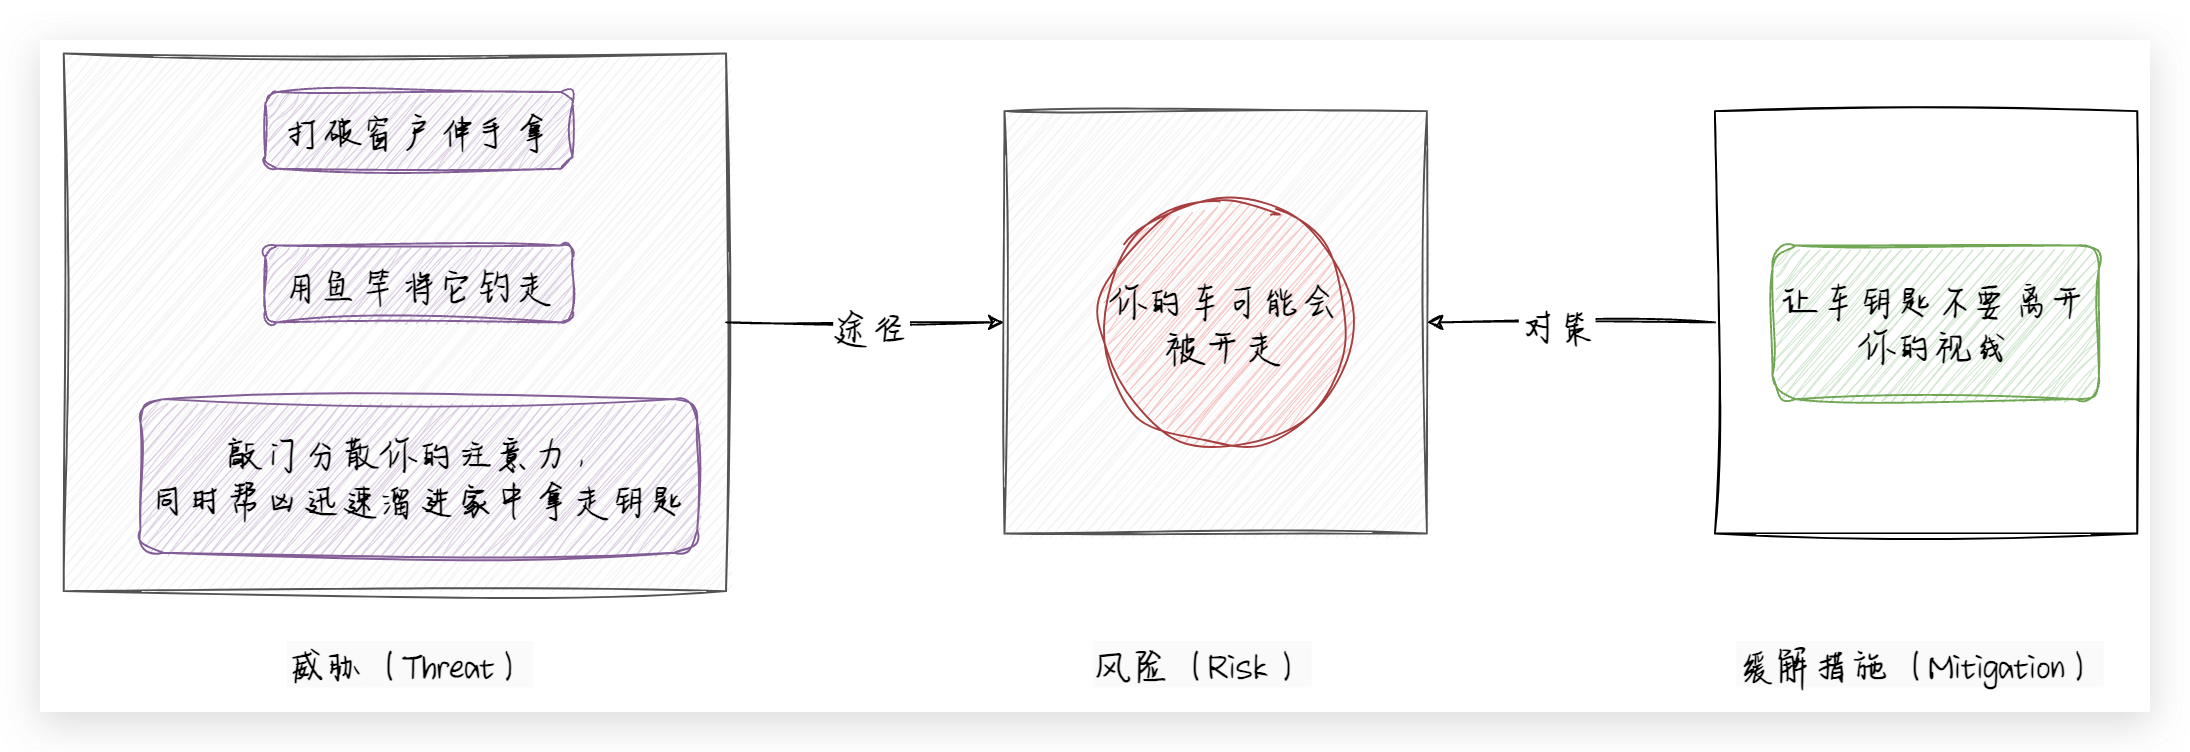 打破窗户伸手拿
用鱼竿将它钓走
敲门分散你的注意力，
同时帮凶迅速溜进家中拿走钥匙
途径
你的车可能会
被开走
对策
让车钥匙不要离开
你的视线
威胁（Threat）
风险（Risk）
缓解措施（Mitigation）